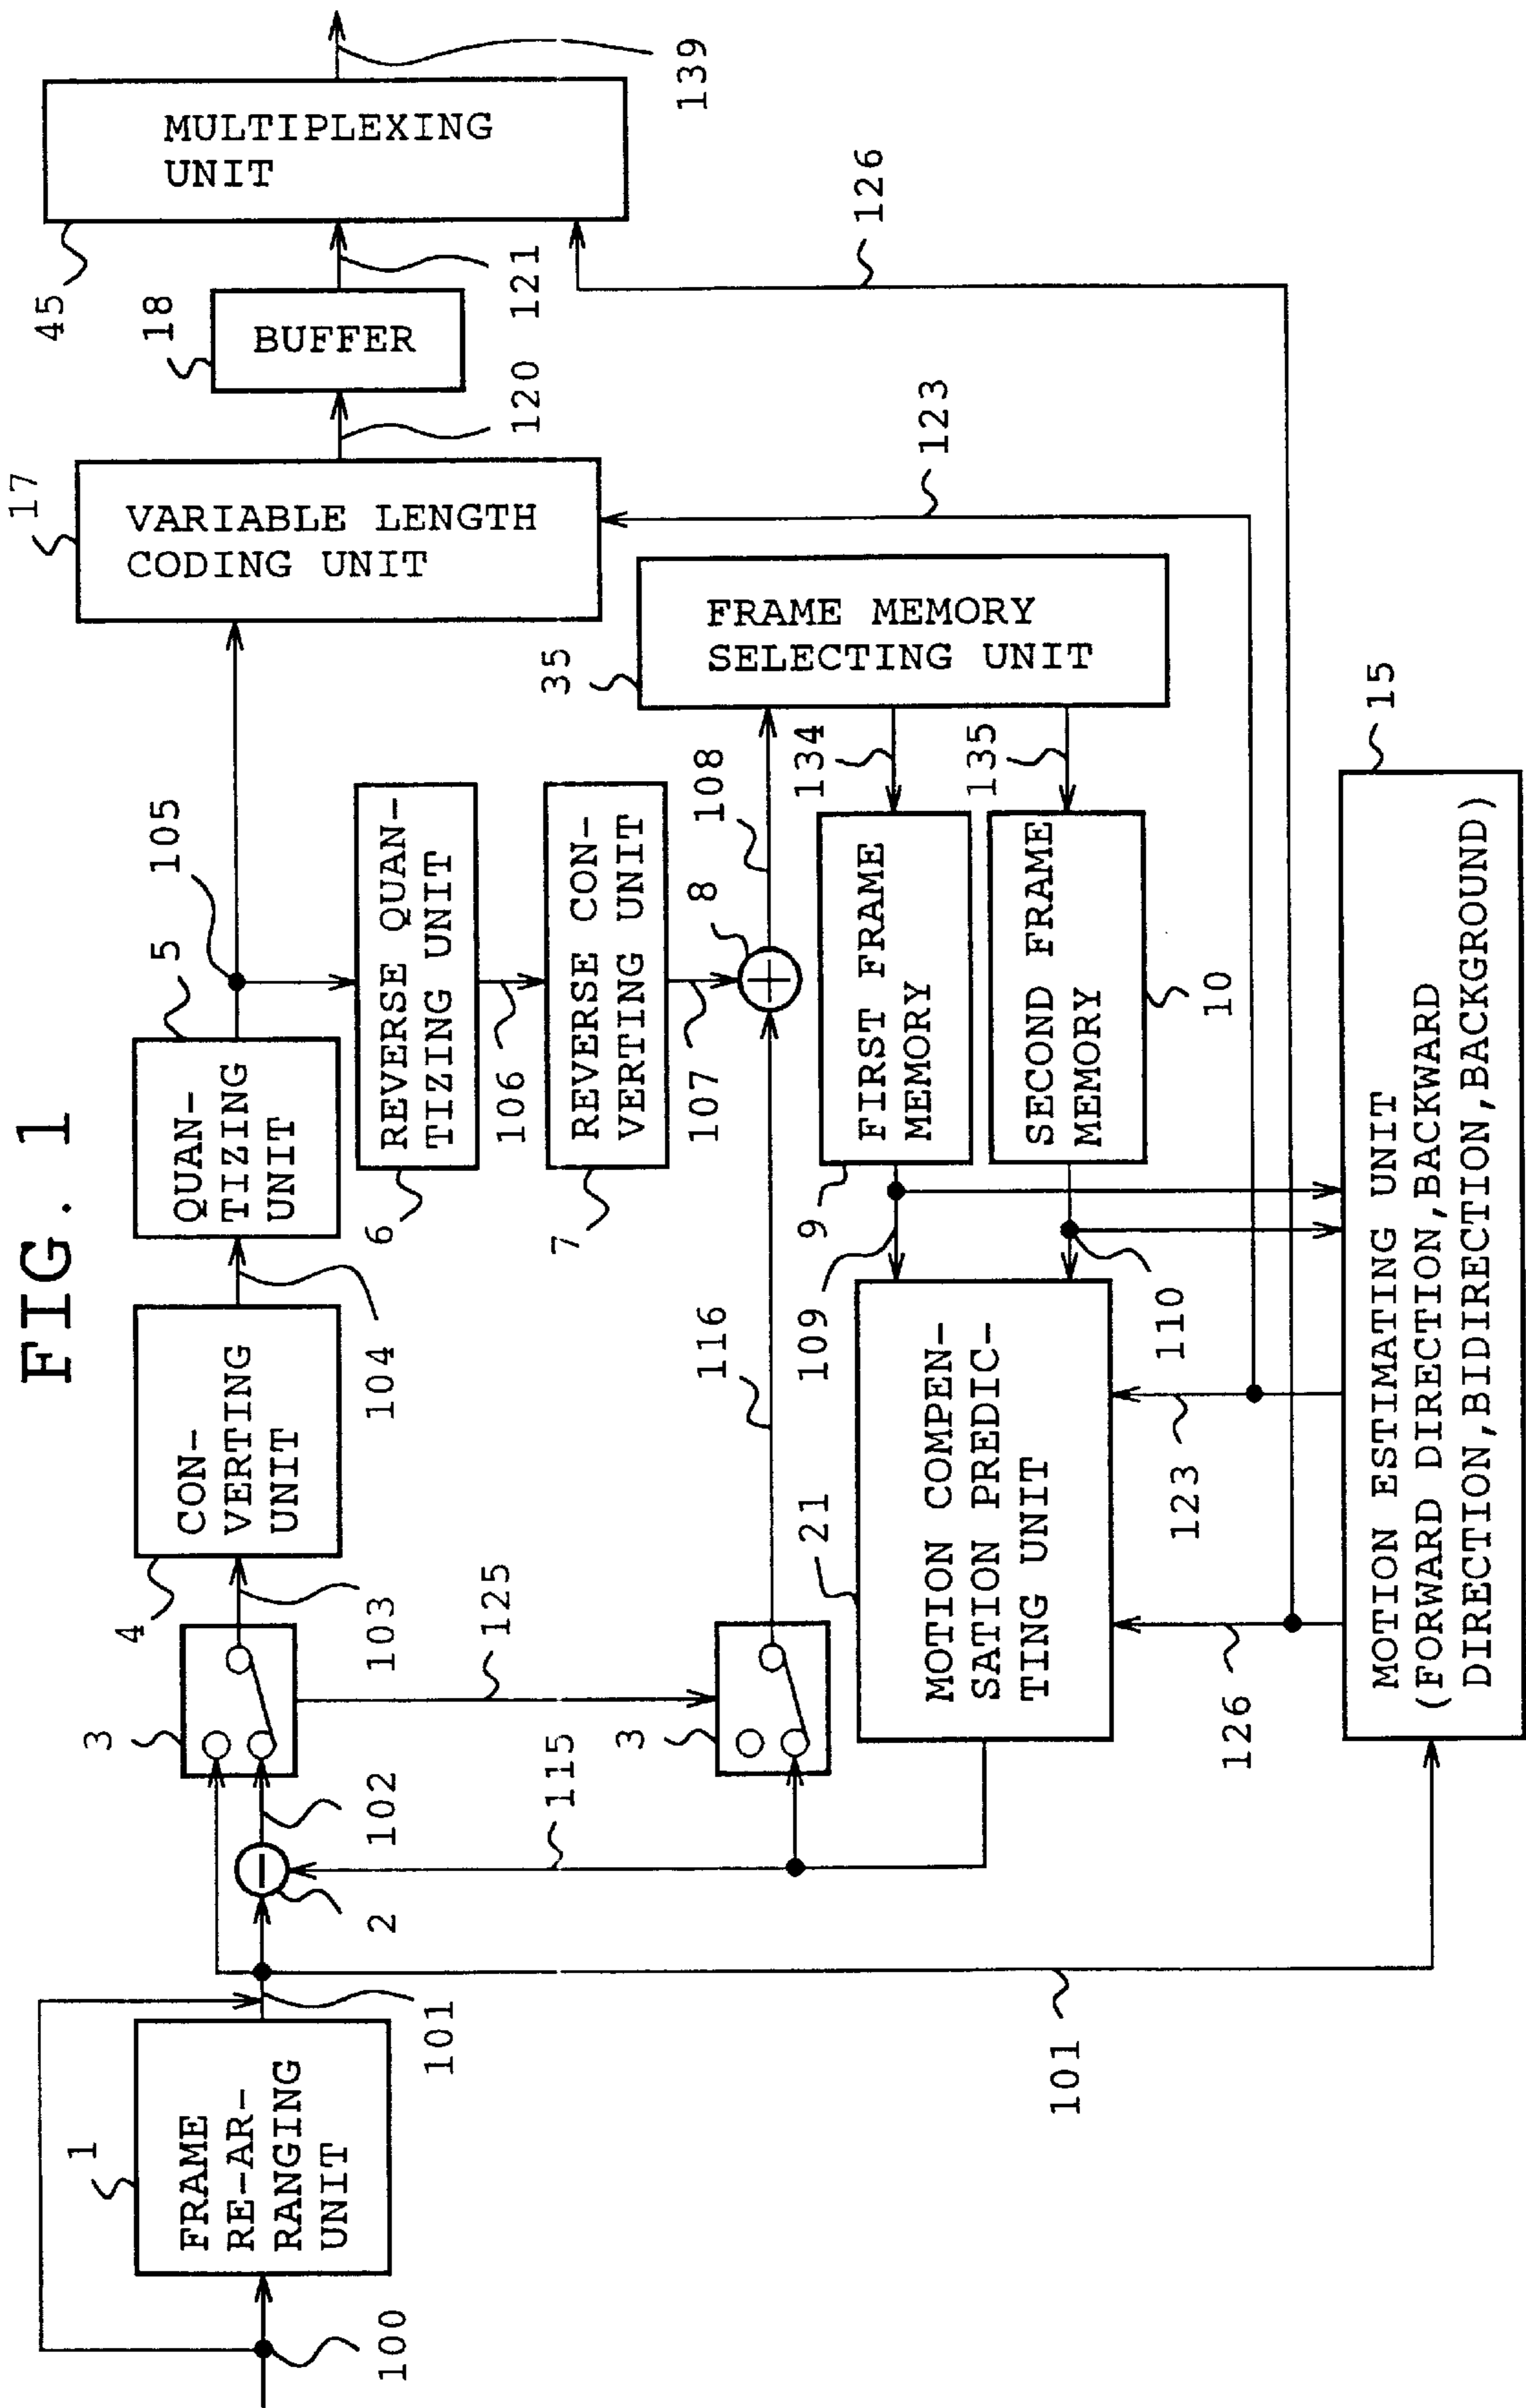 FIG. 1
1
FRAME
RE-AR-
RANGING
UNIT
100
101
101
2
102
3
103
4
CON-
VERTING
UNIT
104
5
QUAN-
TIZING
UNIT
105
17
VARIABLE LENGTH
CODING UNIT
120
18
BUFFER
121
45
MULTIPLEXING
UNIT
139
6
REVERSE QUAN-
TIZING UNIT
106
7
REVERSE CON-
VERTING UNIT
107
8
108
35
FRAME MEMORY
SELECTING UNIT
134
135
125
115
3
116
9
FIRST FRAME
MEMORY
109
SECOND FRAME
MEMORY
10
110
21
MOTION COMPEN-
SATION PREDIC-
TING UNIT
126
123
123
126
15
MOTION ESTIMATING UNIT
(FORWARD DIRECTION,BACKWARD
DIRECTION,BIDIRECTION,BACKGROUND)